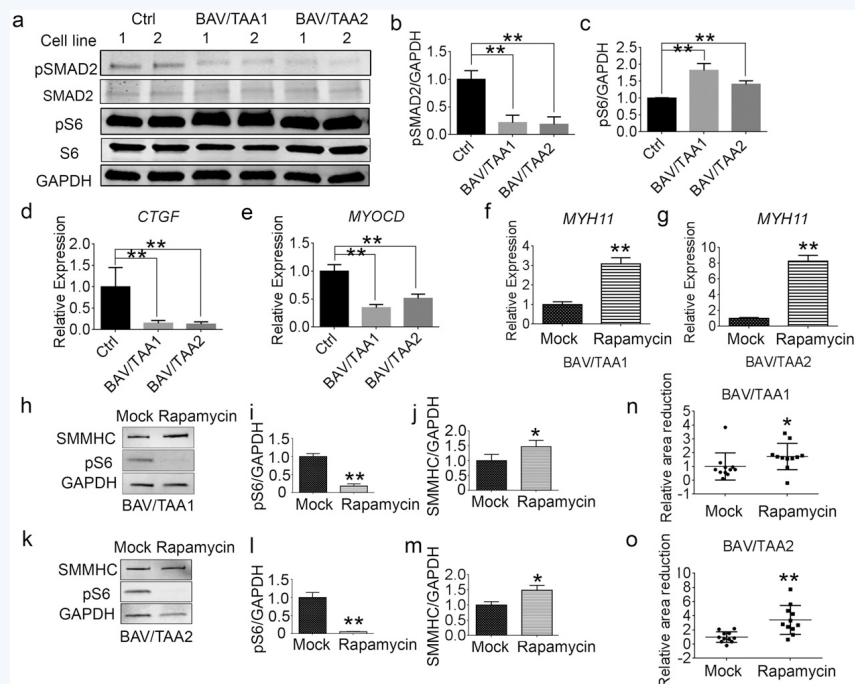 a
Ctrl BAV/TAA1 BAV/TAA2
Cell line 1 2 1 2 1 2
pSMAD2
SMAD2
pS6
S6
GAPDH
b
pSMAD2/GAPDH
1.5
1.0
0.5
0.0
**
**
Ctrl
BAV/TAA1
BAV/TAA2
c
pS6/GAPDH
2.5
2.0
1.5
1.0
0.5
0.0
**
**
Ctrl
BAV/TAA1
BAV/TAA2
d
CTGF
Relative Expression
2.0
1.5
1.0
0.5
0.0
**
**
Ctrl
BAV/TAA1
BAV/TAA2
e
MYOCD
Relative Expression
1.5
1.0
0.5
0.0
**
**
Ctrl
BAV/TAA1
BAV/TAA2
f
MYH11
Relative Expression
4
3
2
1
0
**
Mock Rapamycin
BAV/TAA1
g
MYH11
Relative Expression
10
8
6
4
2
0
**
Mock Rapamycin
BAV/TAA2
h
Mock Rapamycin
SMMHC
pS6
GAPDH
BAV/TAA1
i
pS6/GAPDH
1.5
1.0
0.5
0.0
**
Mock Rapamycin
j
SMMHC/GAPDH
2.0
1.5
1.0
0.5
0.0
*
Mock Rapamycin
n
BAV/TAA1
Relative area reduction
5
4
3
2
1
0
-1
*
Mock Rapamycin
k
Mock Rapamycin
SMMHC
pS6
GAPDH
BAV/TAA2
l
pS6/GAPDH
1.5
1.0
0.5
0.0
**
Mock Rapamycin
m
SMMHC/GAPDH
2.0
1.5
1.0
0.5
0.0
*
Mock Rapamycin
o
BAV/TAA2
Relative area reduction
8
6
4
2
0
-2
**
Mock Rapamycin